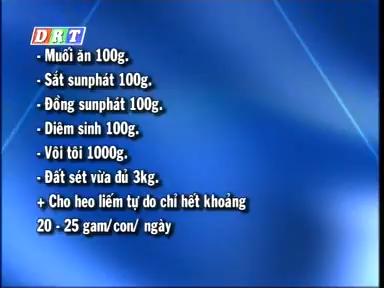 DRT
- Muối ăn 100g.
- Sắt sunphát 100g.
- Đồng sunphát 100g.
- Diêm sinh 100g.
- Vôi tôi 1000g.
- Đất sét vừa đủ 3kg.
+ Cho heo liếm tự do chỉ hết khoảng
20 - 25 gam/con/ ngày